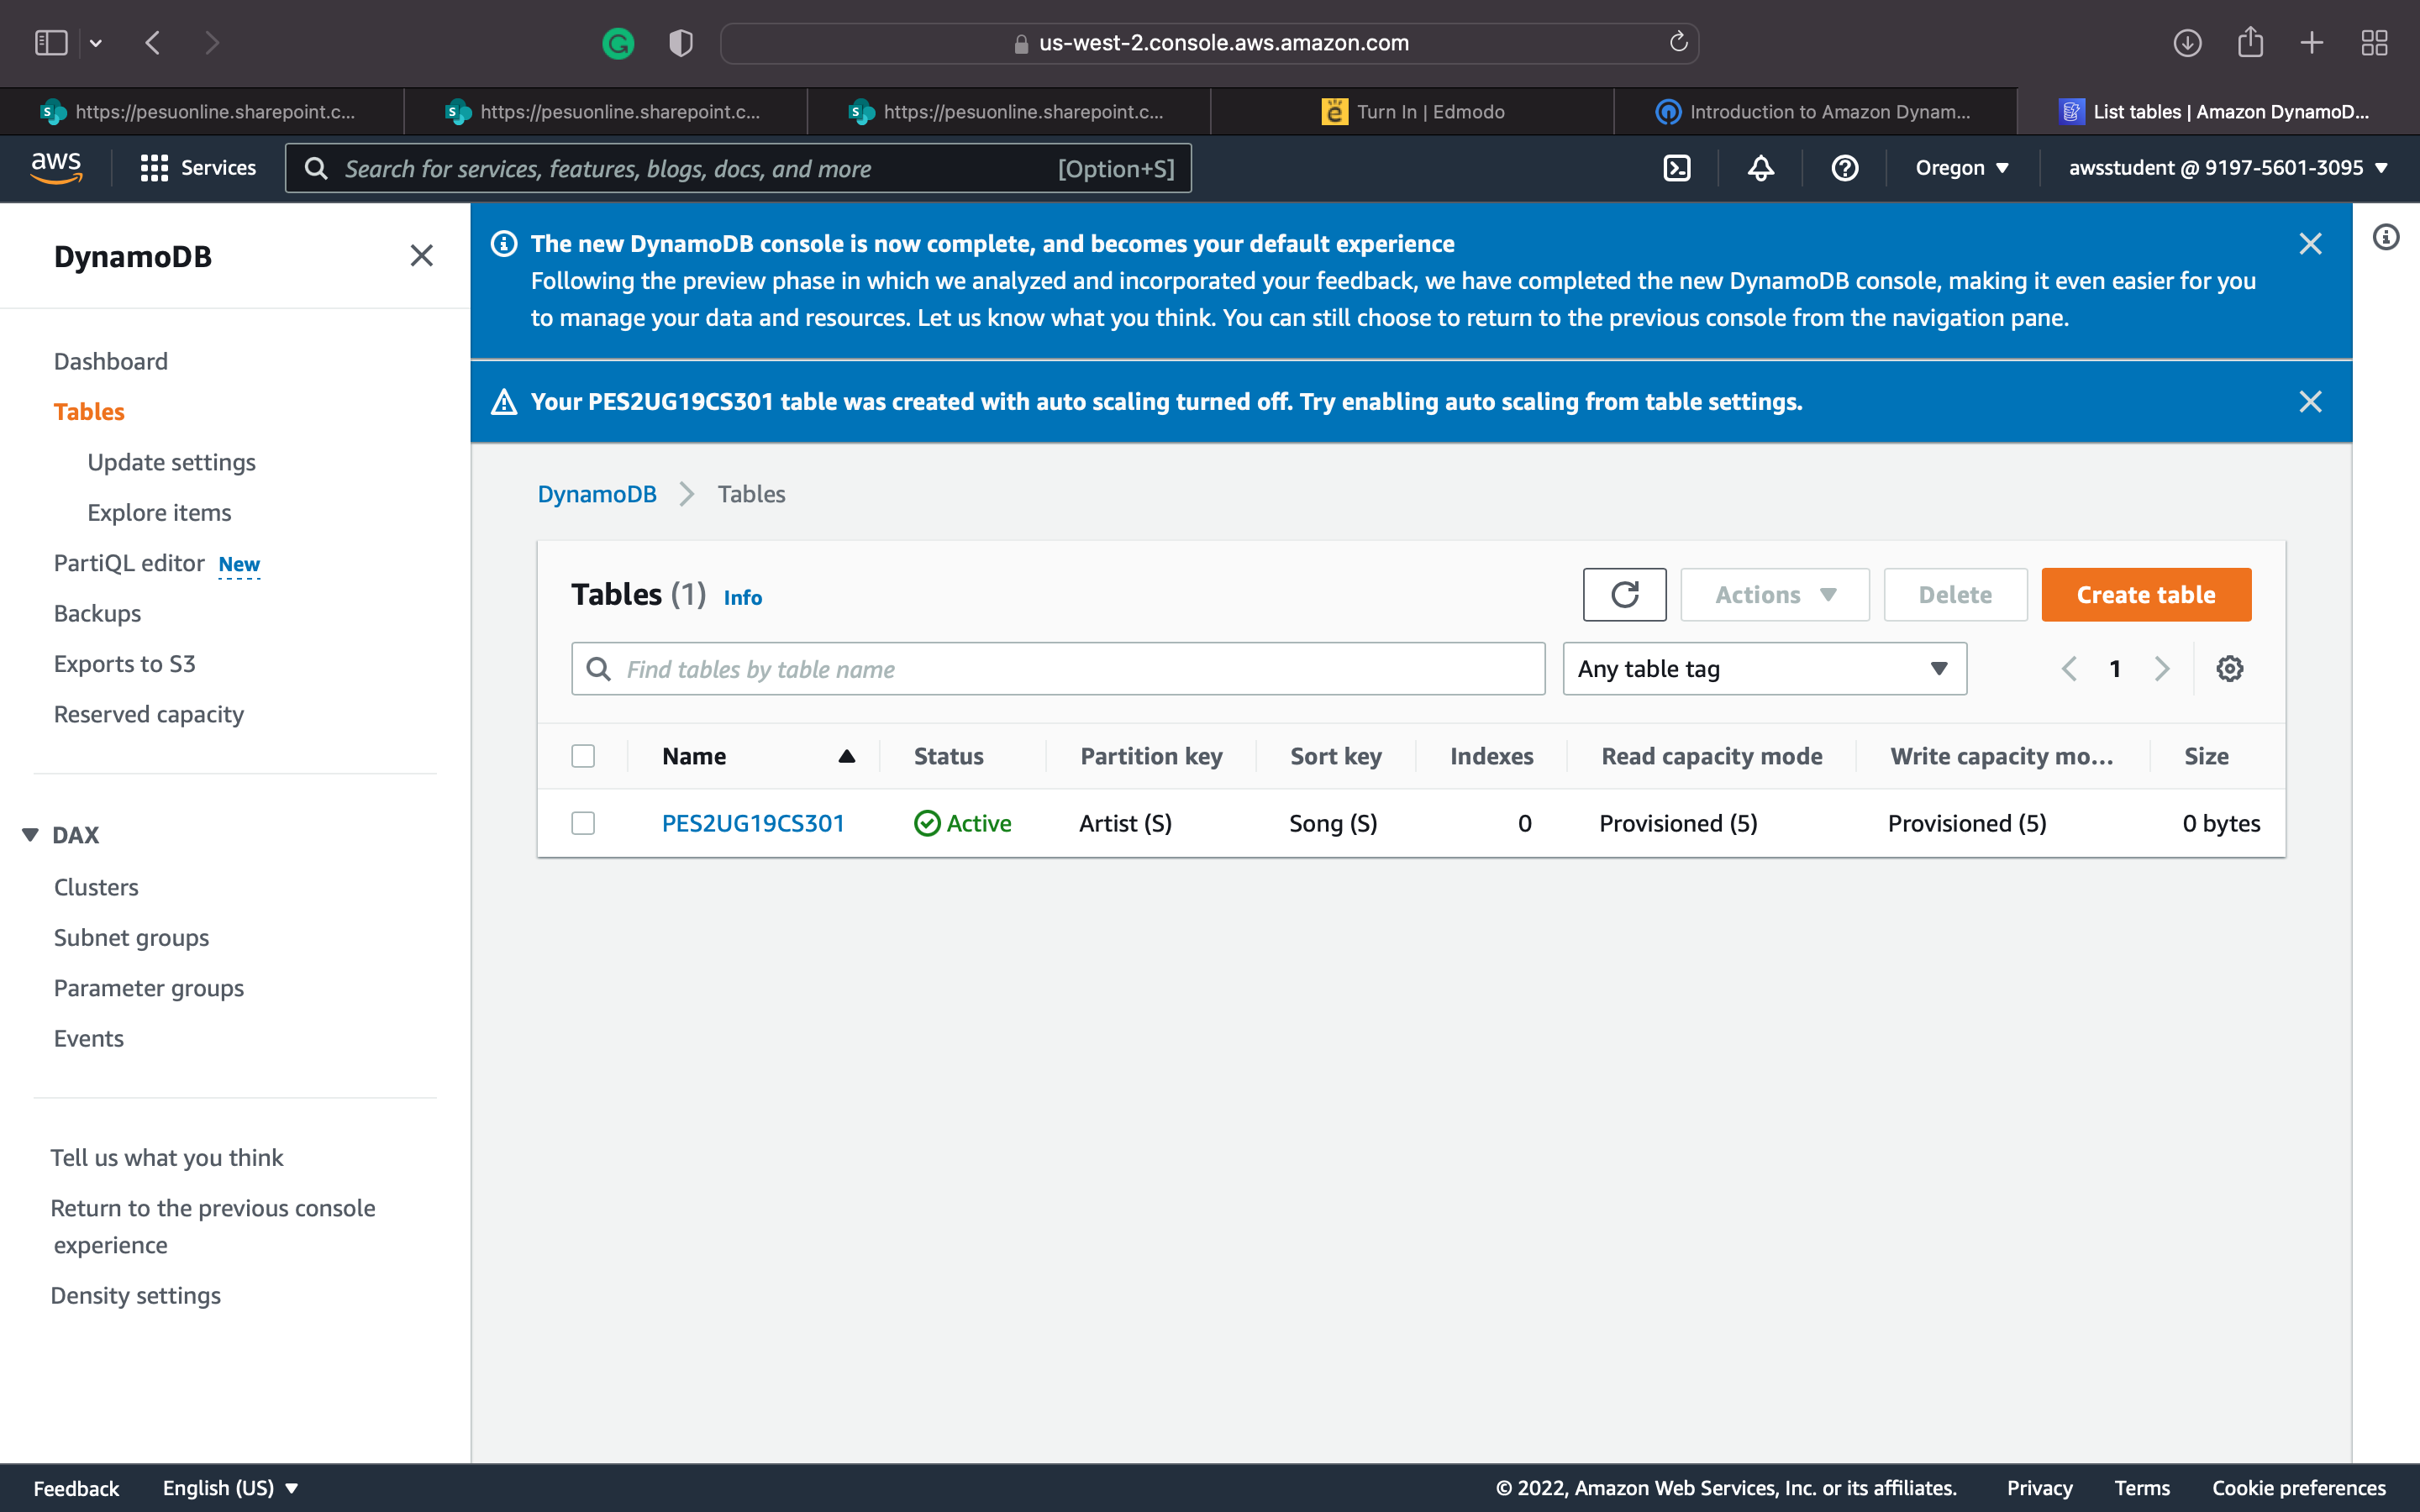 us-west-2.console.aws.amazon.com
https://pesuonline.sharepoint.c...
https://pesuonline.sharepoint.c...
https://pesuonline.sharepoint.c...
Turn In | Edmodo
Introduction to Amazon Dynam...
List tables | Amazon DynamoD...
aws
Services
Search for services, features, blogs, docs, and more
[Option+S]
Oregon
awsstudent @ 9197-5601-3095
DynamoDB
Dashboard
Tables
Update settings
Explore items
PartiQL editor New
Backups
Exports to S3
Reserved capacity
DAX
Clusters
Subnet groups
Parameter groups
Events
Tell us what you think
Return to the previous console
experience
Density settings
The new DynamoDB console is now complete, and becomes your default experience
Following the preview phase in which we analyzed and incorporated your feedback, we have completed the new DynamoDB console, making it even easier for you
to manage your data and resources. Let us know what you think. You can still choose to return to the previous console from the navigation pane.
Your PES2UG19CS301 table was created with auto scaling turned off. Try enabling auto scaling from table settings.
DynamoDB > Tables
Tables (1) Info
Actions
Delete
Create table
Find tables by table name
Any table tag
1
Name Status Partition key Sort key Indexes Read capacity mode Write capacity mo... Size
PES2UG19CS301 Active Artist (S) Song (S) 0 Provisioned (5) Provisioned (5) 0 bytes
Feedback English (US) © 2022, Amazon Web Services, Inc. or its affiliates. Privacy Terms Cookie preferences